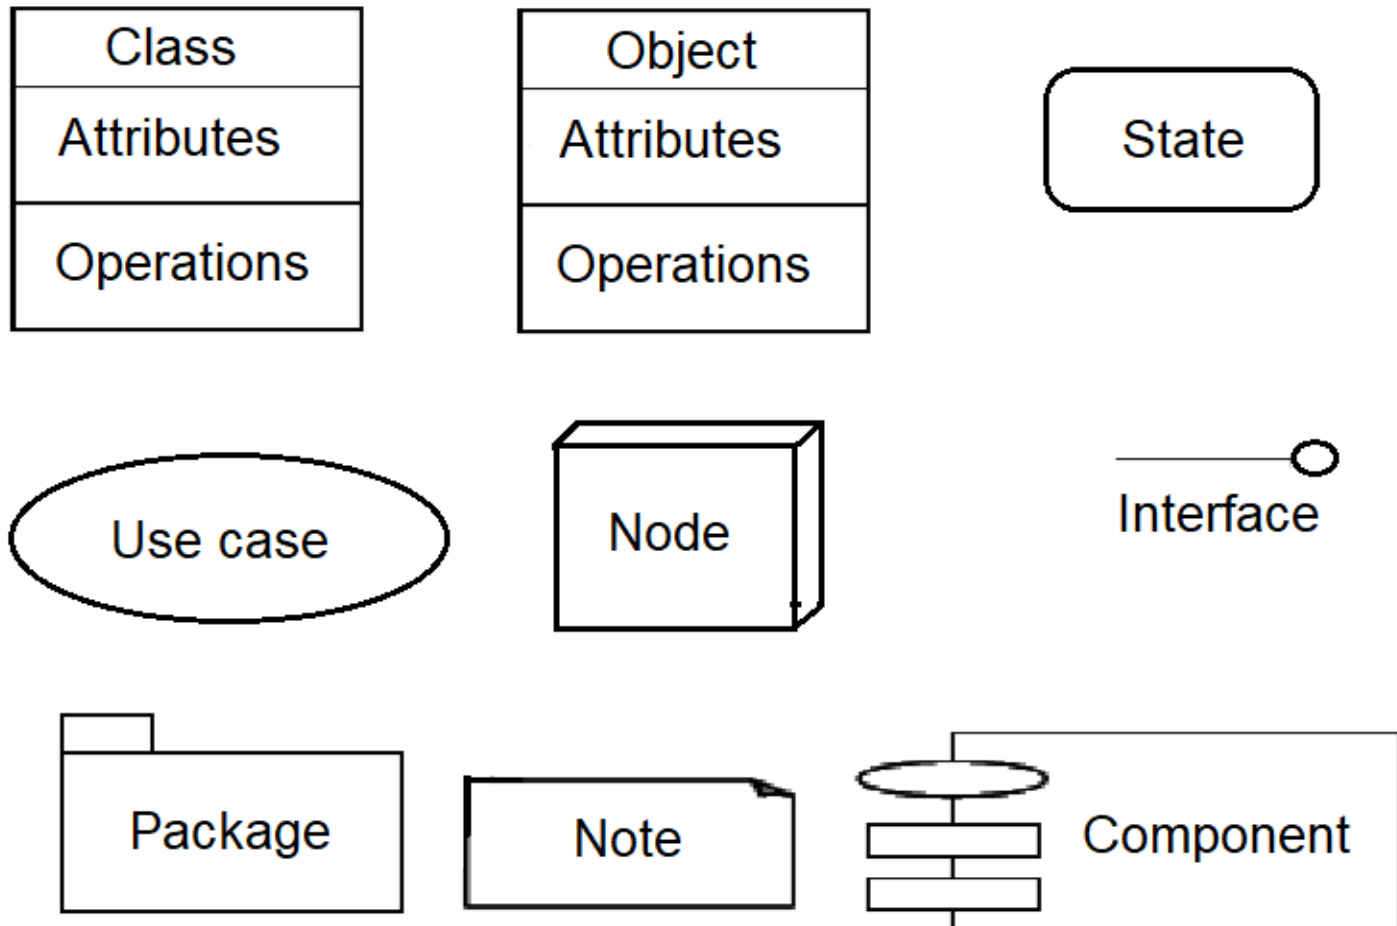 Class
Attributes
Operations
Object
Attributes
Operations
State
Use case
Node
Interface
Package
Note
Component